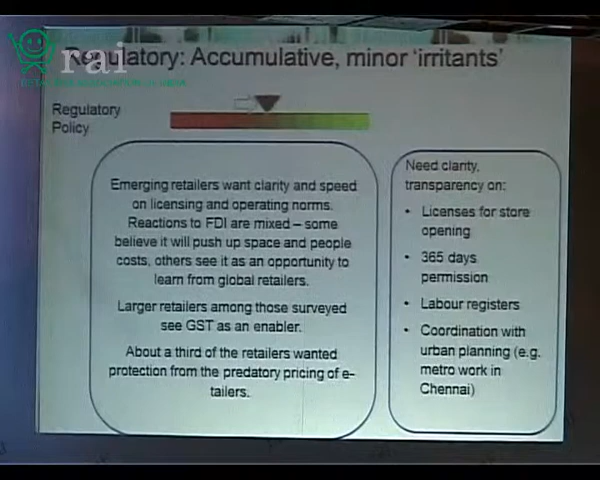 rai
Regulatory: Accumulative, minor 'irritants'
Regulatory
Policy
Emerging retailers want clarity and speed
on licensing and operating norms.
Reactions to FDI are mixed – some
believe it will push up space and people
costs, others see it as an opportunity to
learn from global retailers.
Larger retailers among those surveyed
see GST as an enabler.
About a third of the retailers wanted
protection from the predatory pricing of e-
tailers.
Need clarity,
transparency on:
• Licenses for store
opening
• 365 days
permission
• Labour registers
• Coordination with
urban planning (e.g.
metro work in
Chennai)